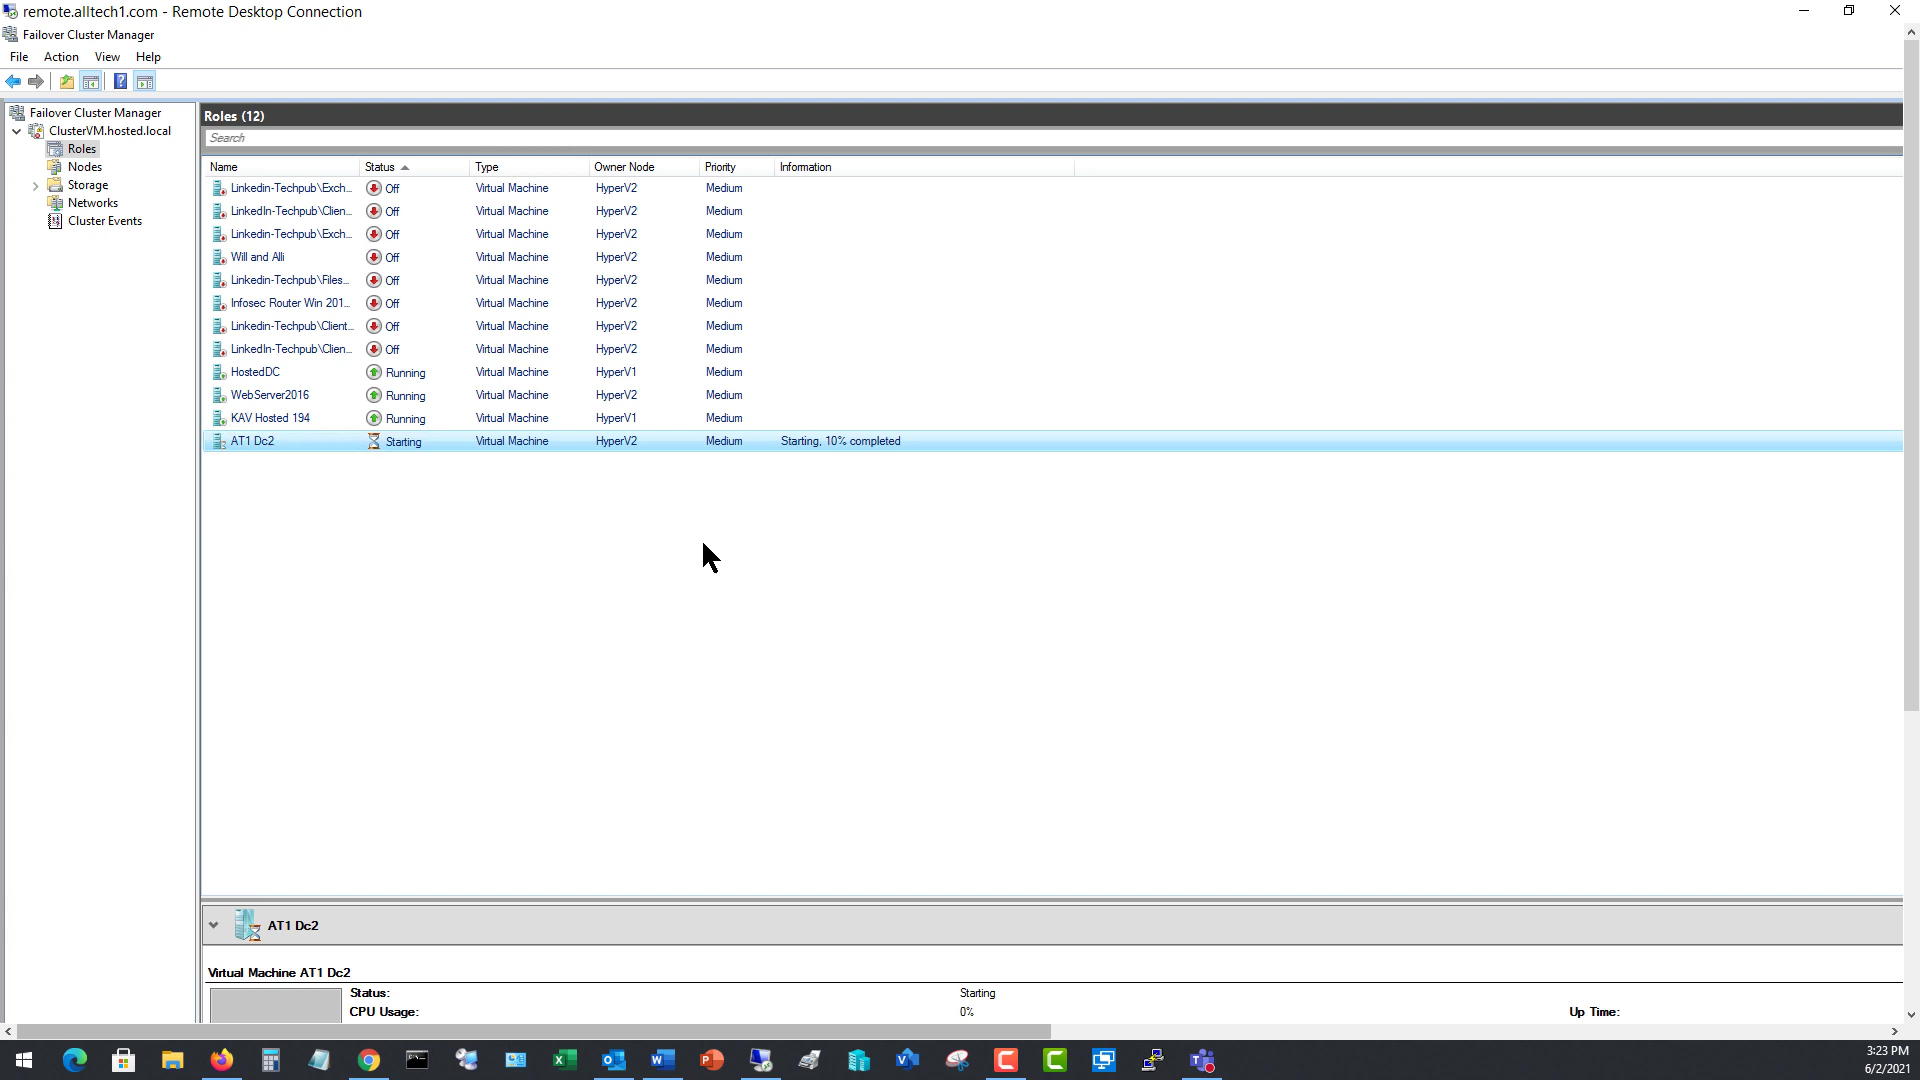 remote.alltech1.com - Remote Desktop Connection
Failover Cluster Manager
File Action View Help
Failover Cluster Manager
ClusterVM.hosted.local
Roles
Nodes
Storage
Networks
Cluster Events
Roles (12)
Search
Name Status Type Owner Node Priority Information
Linkedin-Techpub\Exch... Off Virtual Machine HyperV2 Medium
LinkedIn-Techpub\Clien... Off Virtual Machine HyperV2 Medium
Linkedin-Techpub\Exch... Off Virtual Machine HyperV2 Medium
Will and Alli Off Virtual Machine HyperV2 Medium
Linkedin-Techpub\Files... Off Virtual Machine HyperV2 Medium
Infosec Router Win 201... Off Virtual Machine HyperV2 Medium
Linkedin-Techpub\Client... Off Virtual Machine HyperV2 Medium
LinkedIn-Techpub\Clien... Off Virtual Machine HyperV2 Medium
HostedDC Running Virtual Machine HyperV1 Medium
WebServer2016 Running Virtual Machine HyperV2 Medium
KAV Hosted 194 Running Virtual Machine HyperV1 Medium
AT1 Dc2 Starting Virtual Machine HyperV2 Medium Starting, 10% completed
AT1 Dc2
Virtual Machine AT1 Dc2
Status: Starting
CPU Usage: 0% Up Time:
3:23 PM
6/2/2021